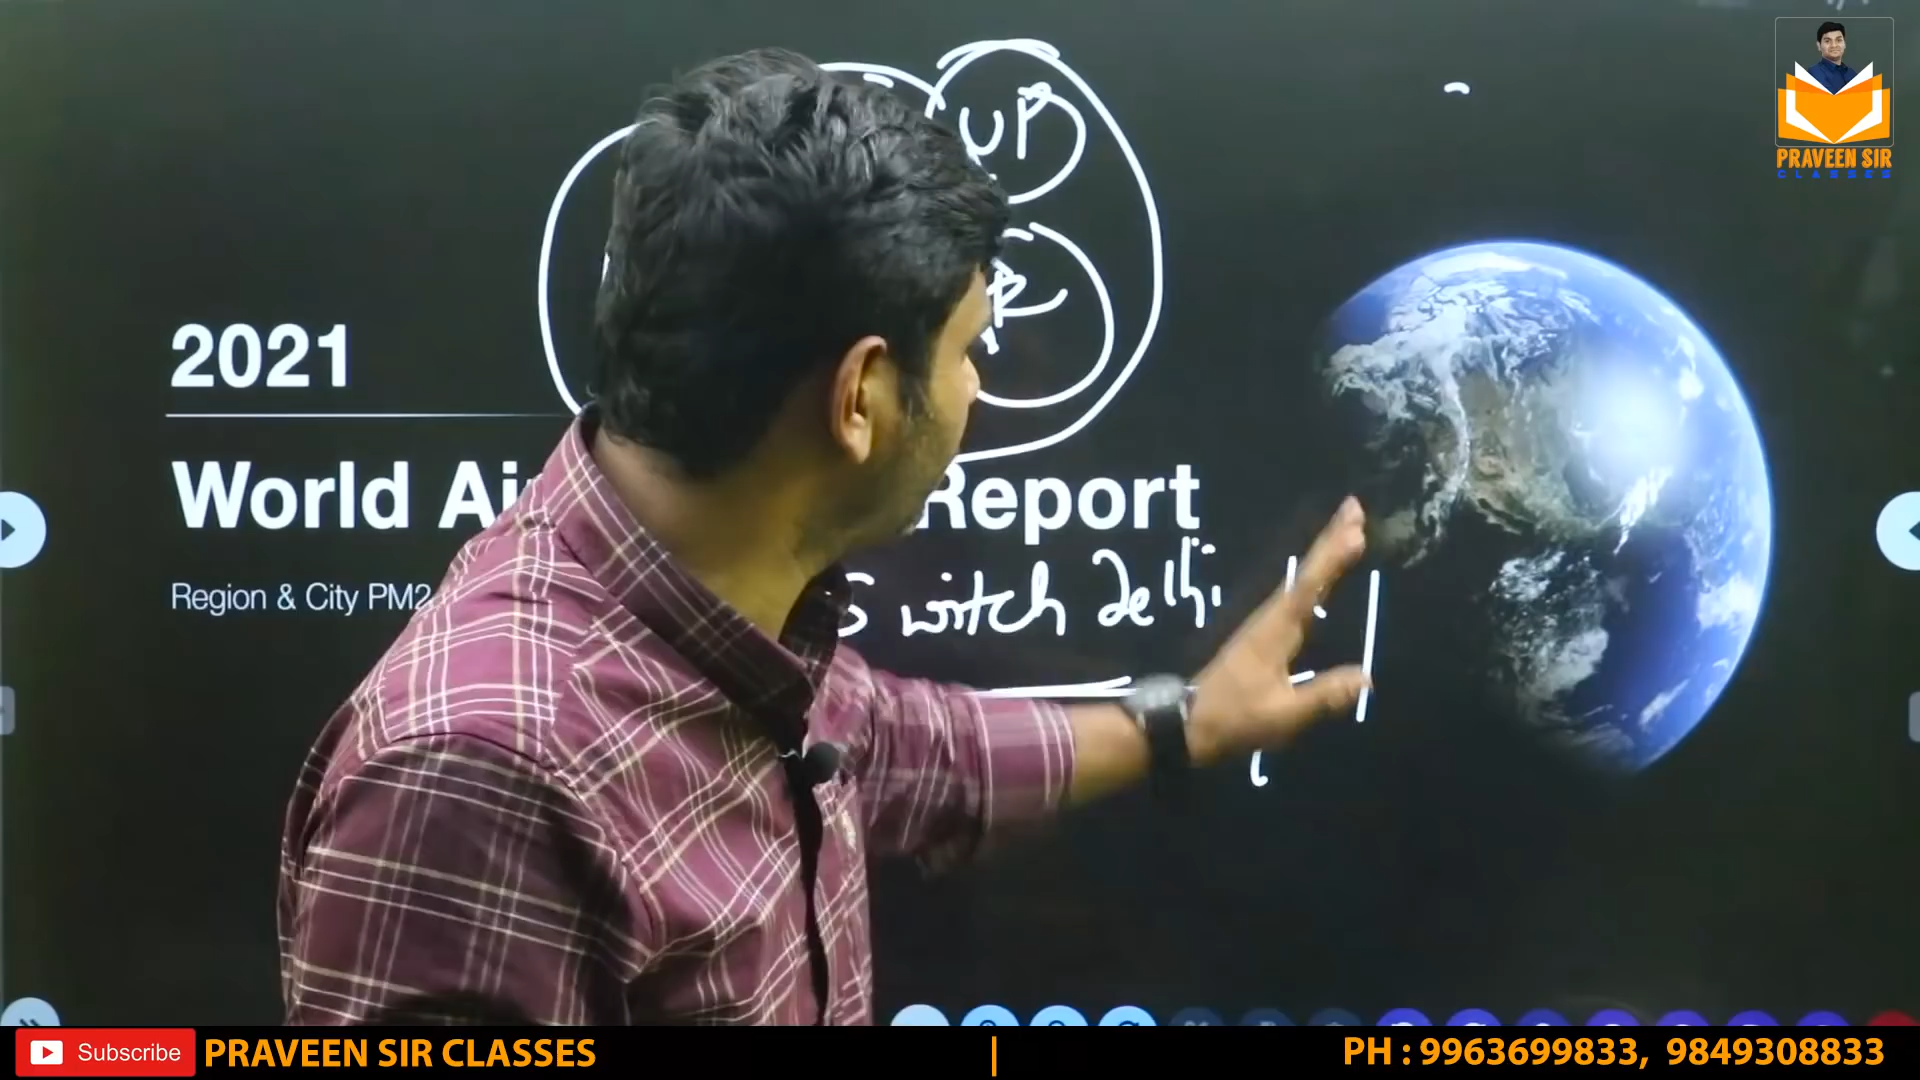 UP
R
2021
World Ai Report
Region & City PM2
Switch Delhi
PRAVEEN SIR
CLASSES
Subscribe
PRAVEEN SIR CLASSES
|
PH : 9963699833, 9849308833